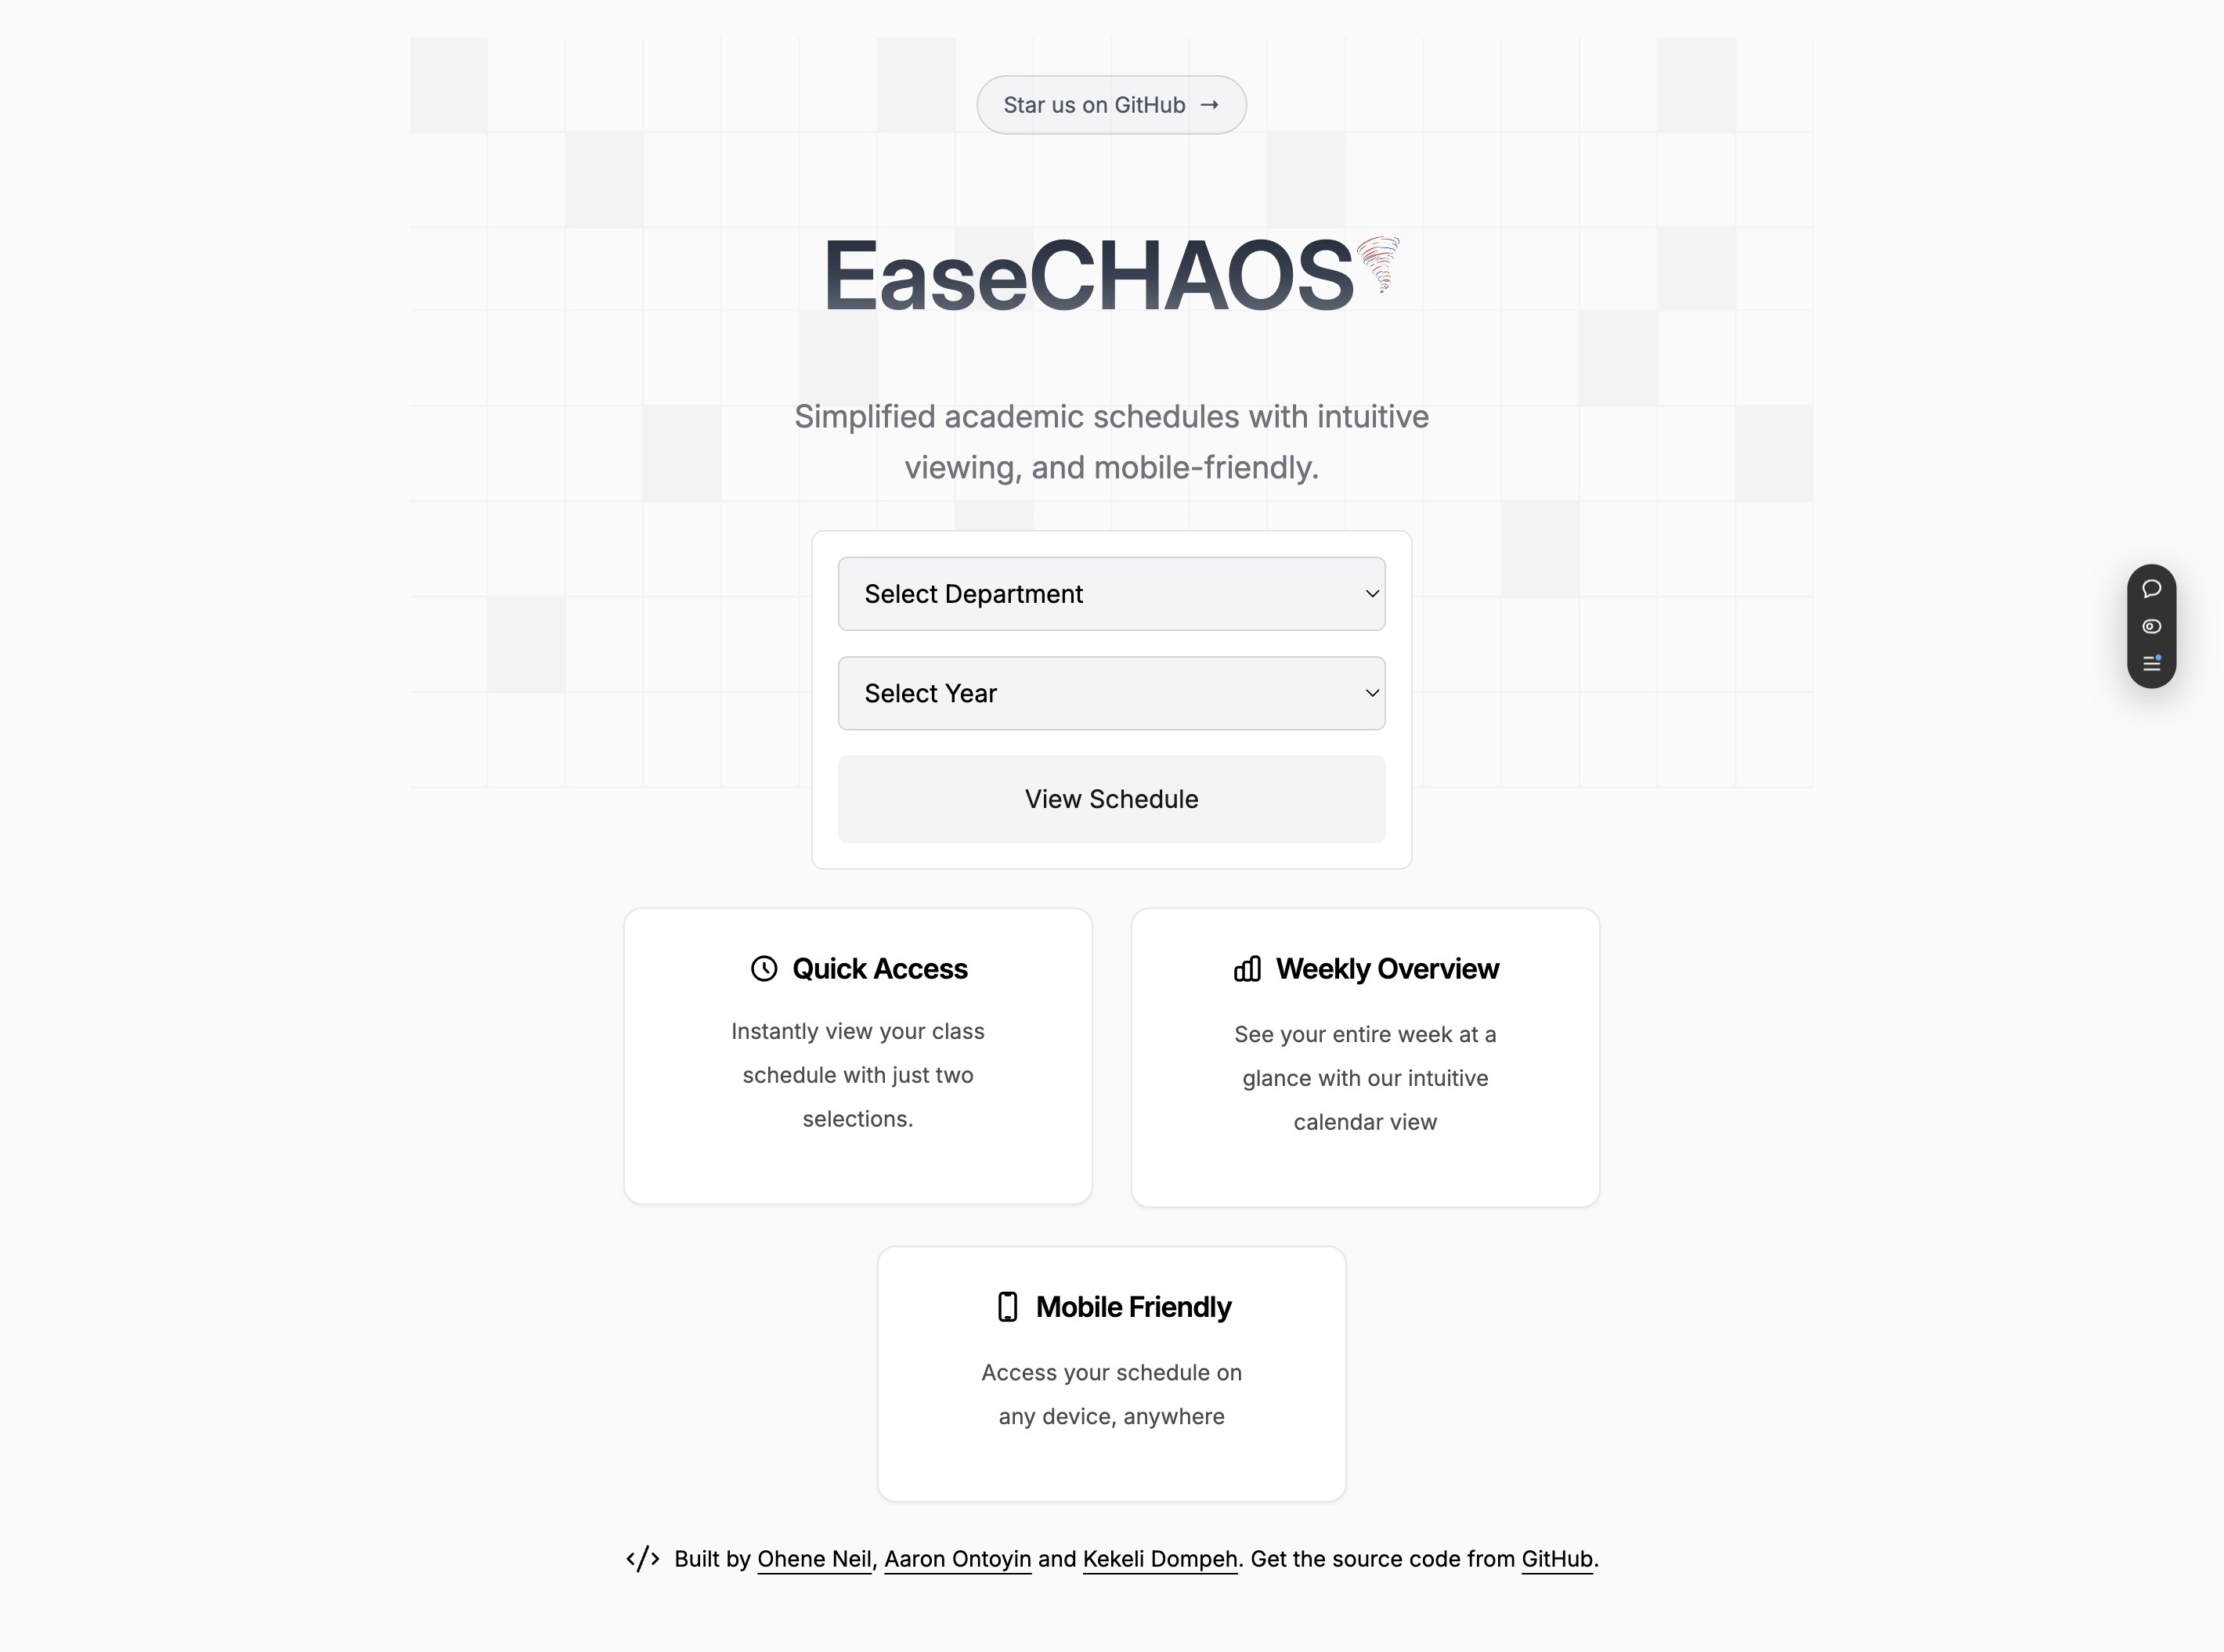 Star us on GitHub →
EaseCHAOS
Simplified academic schedules with intuitive
viewing, and mobile-friendly.
Select Department
Select Year
View Schedule
Quick Access
Instantly view your class
schedule with just two
selections.
Weekly Overview
See your entire week at a
glance with our intuitive
calendar view
Mobile Friendly
Access your schedule on
any device, anywhere
Built by Ohene Neil, Aaron Ontoyin and Kekeli Dompeh. Get the source code from GitHub.